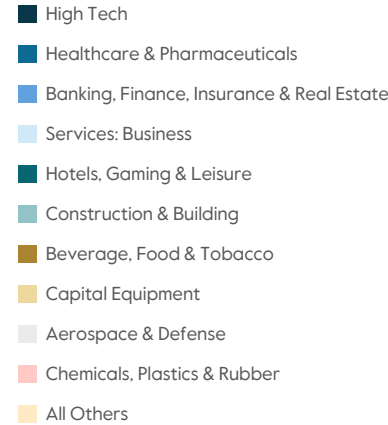 High Tech
Healthcare & Pharmaceuticals
Banking, Finance, Insurance & Real Estate
Services: Business
Hotels, Gaming & Leisure
Construction & Building
Beverage, Food & Tobacco
Capital Equipment
Aerospace & Defense
Chemicals, Plastics & Rubber
All Others